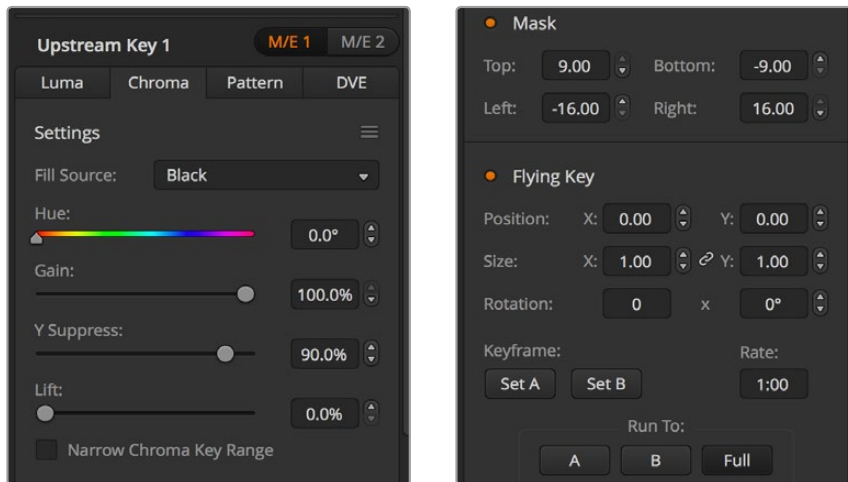 Upstream Key 1 M/E 1 M/E 2
Luma Chroma Pattern DVE
Settings
Fill Source: Black
Hue:
0.0°
Gain:
100.0%
Y Suppress:
90.0%
Lift:
0.0%
Narrow Chroma Key Range
Mask
Top: 9.00 Bottom: -9.00
Left: -16.00 Right: 16.00
Flying Key
Position: X: 0.00 Y: 0.00
Size: X: 1.00 Y: 1.00
Rotation: 0 x 0°
Keyframe: Rate:
Set A Set B 1:00
Run To:
A B Full